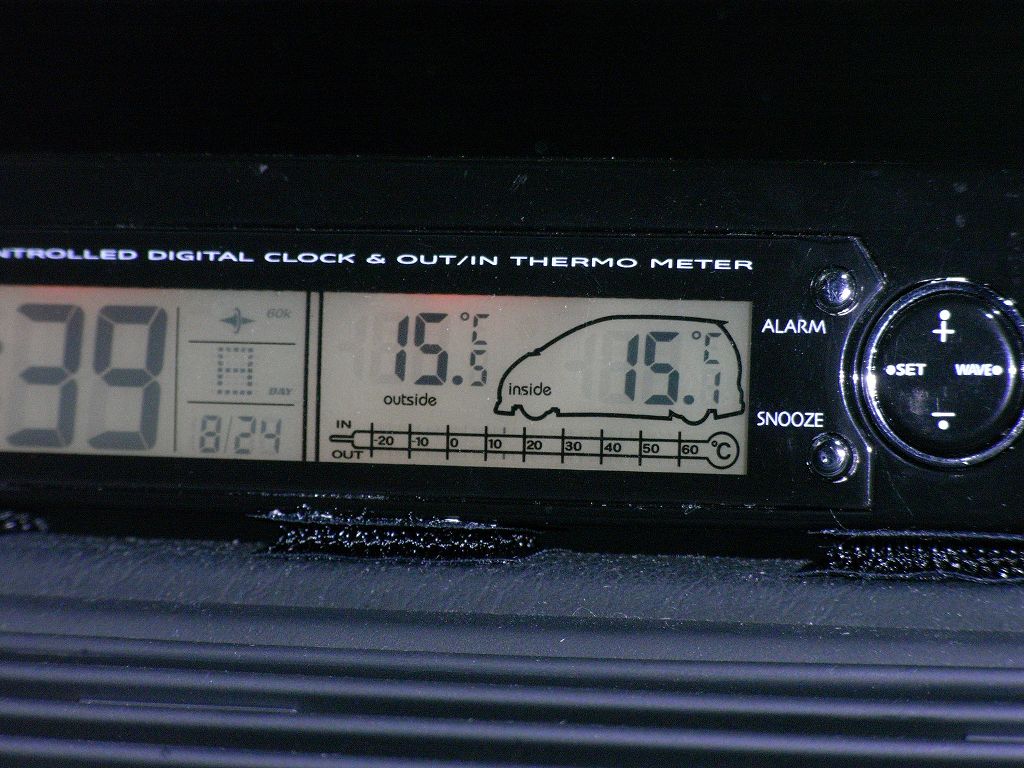 NTROLLED DIGITAL CLOCK & OUT/IN THERMO METER
39
60k
DAY
8/24
15.5 °C
outside
15.1 °C
inside
IN
OUT
-20 -10 0 10 20 30 40 50 60 °C
ALARM
SNOOZE
+
SET WAVE
-